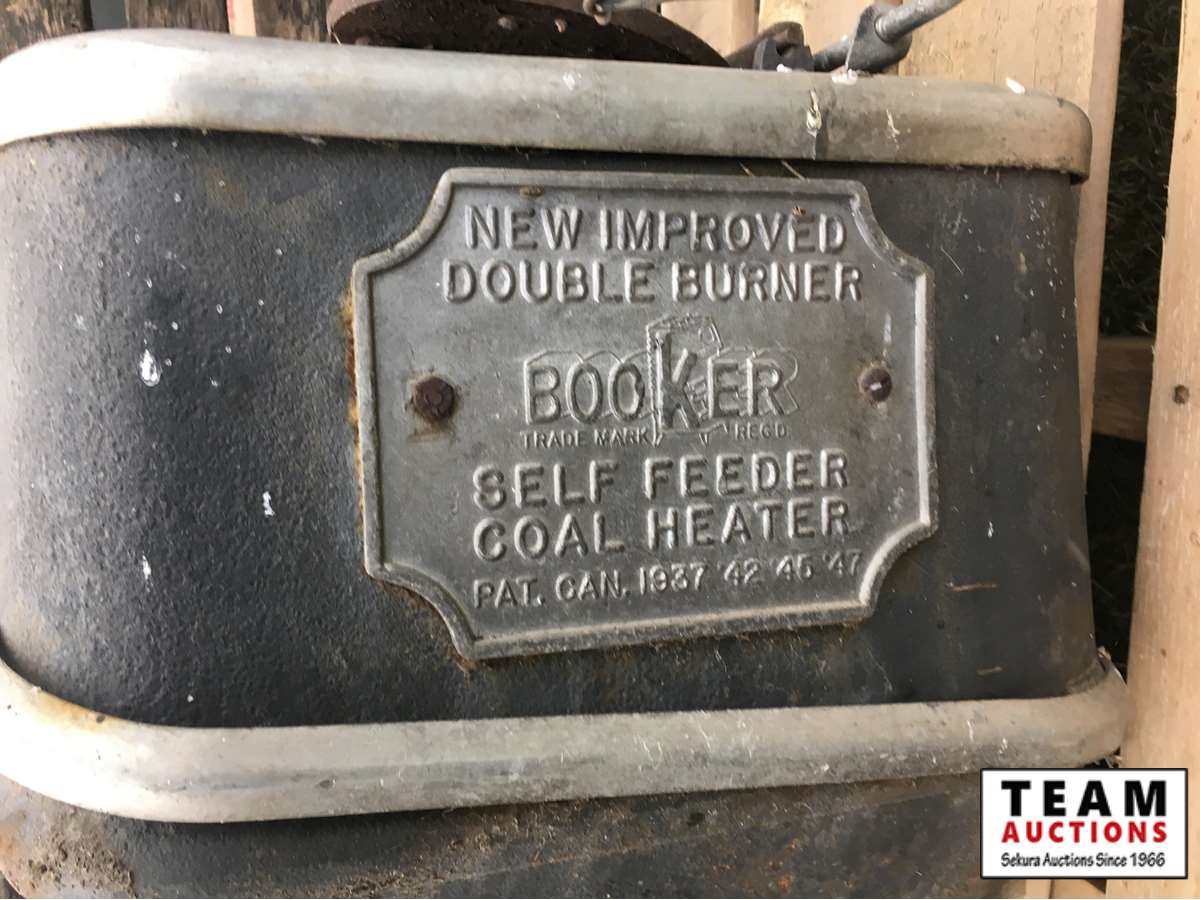 NEW IMPROVED
DOUBLE BURNER
BOOKER
TRADE MARK REG'D
SELF FEEDER
COAL HEATER
PAT. CAN. 1937 '42 '45 '47
TEAM
AUCTIONS
Sekura Auctions Since 1966